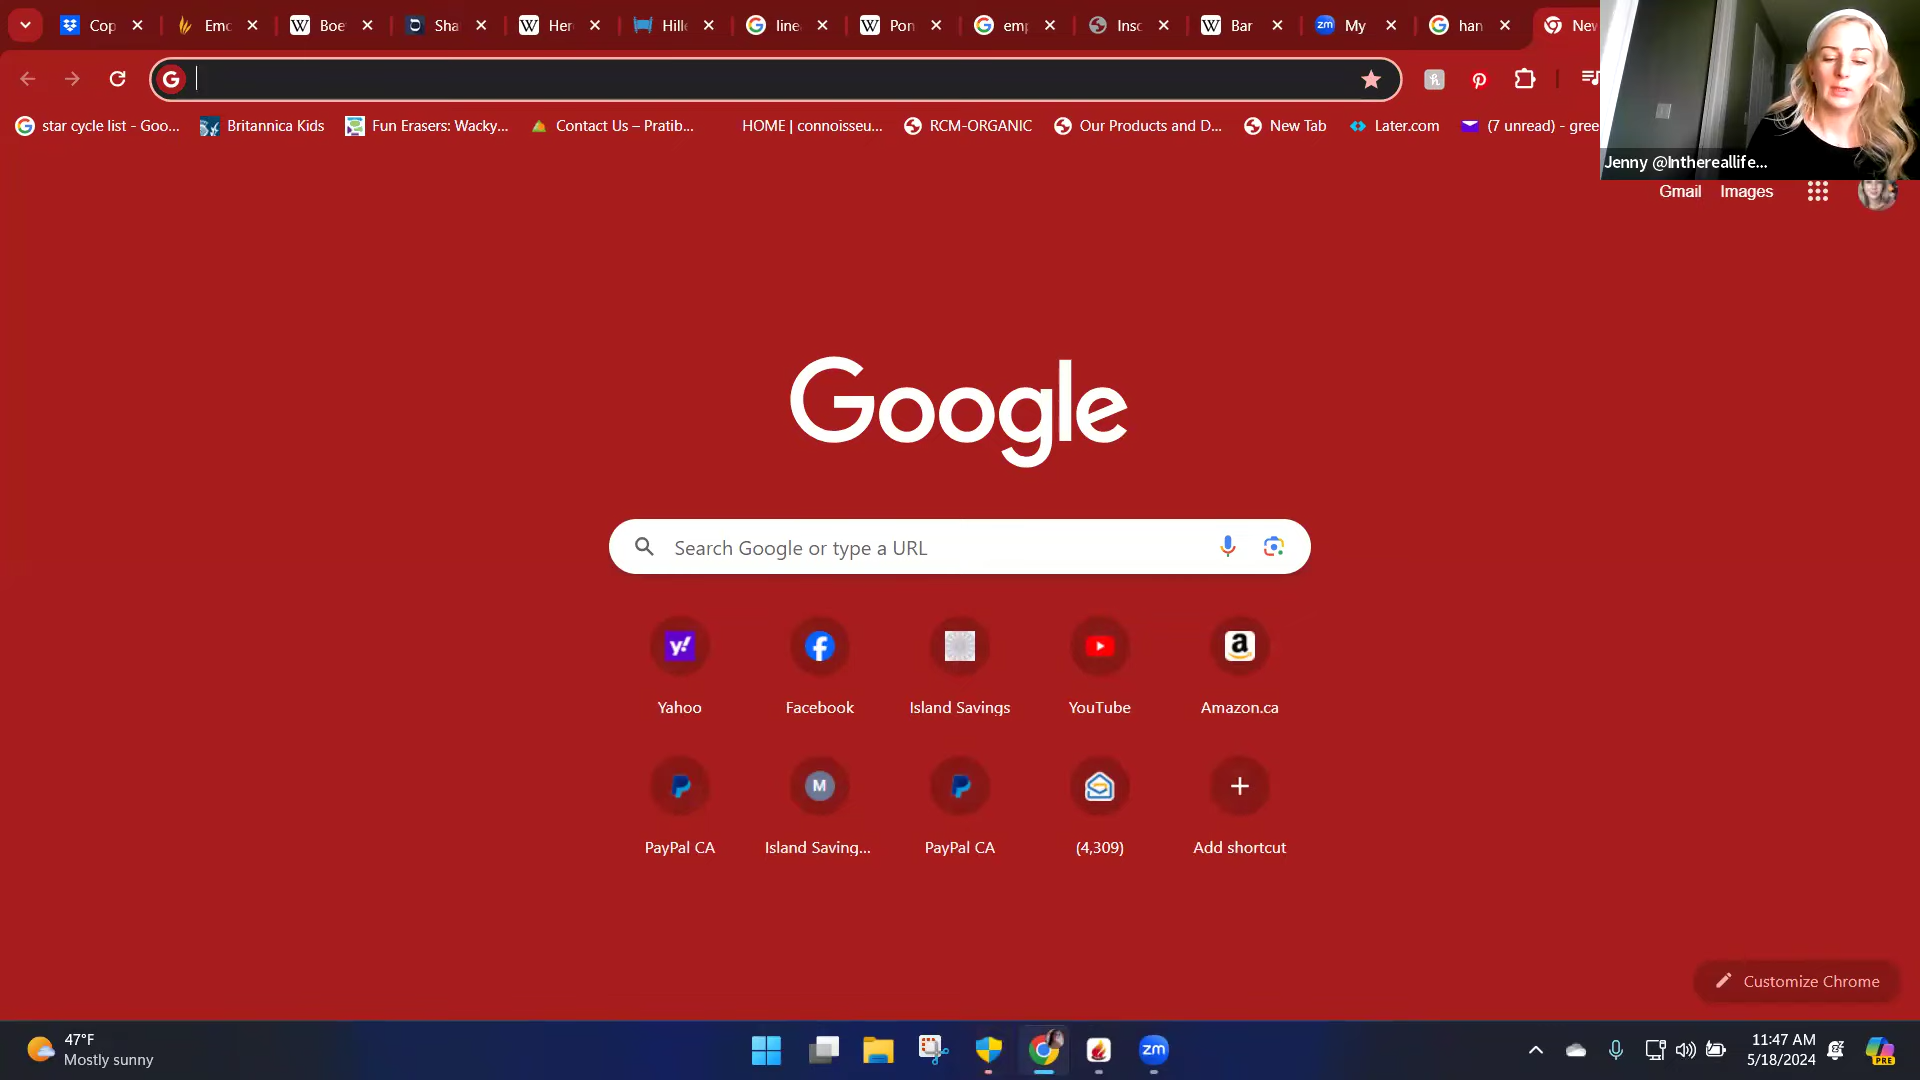 Cop
Emc
Boe
Sha
Her
Hille
line
Pon
emp
Insc
Bar
zm My
han
New
star cycle list - Goo...
Britannica Kids
Fun Erasers: Wacky...
Contact Us – Pratib...
HOME | connoisseu...
RCM-ORGANIC
Our Products and D...
New Tab
Later.com
(7 unread) - gree
Jenny @Inthereallife...
Gmail
Images
Google
Search Google or type a URL
Yahoo
Facebook
Island Savings
YouTube
Amazon.ca
PayPal CA
M
Island Saving...
PayPal CA
(4,309)
Add shortcut
Customize Chrome
47°F
Mostly sunny
zm
11:47 AM
5/18/2024
PRE